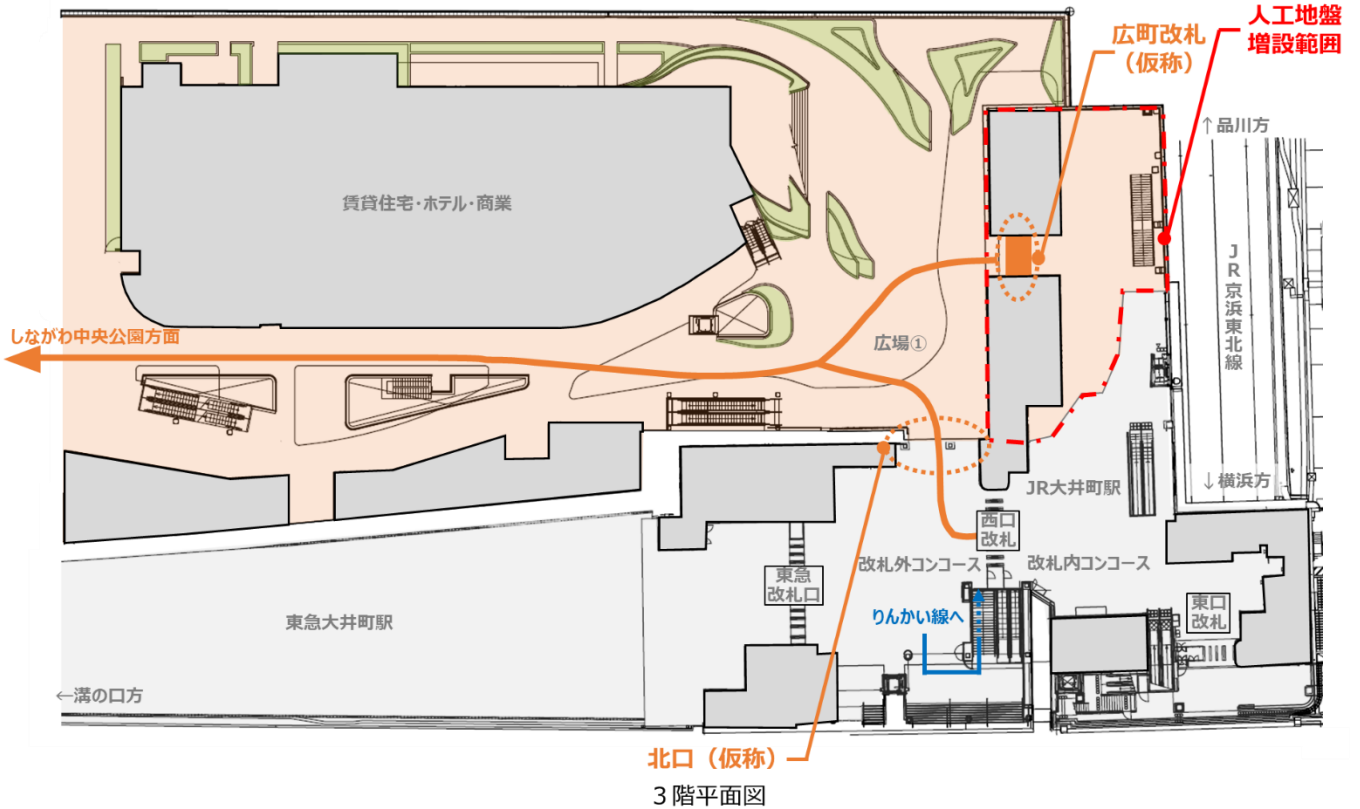 人工地盤
増設範囲
広町改札
（仮称）
↑品川方
賃貸住宅・ホテル・商業
JR京浜東北線
しながわ中央公園方面
広場①
↓横浜方
JR大井町駅
西口
改札
改札外コンコース
改札内コンコース
東急
改札口
東口
改札
りんかい線へ
東急大井町駅
←溝の口方
北口（仮称）
３階平面図